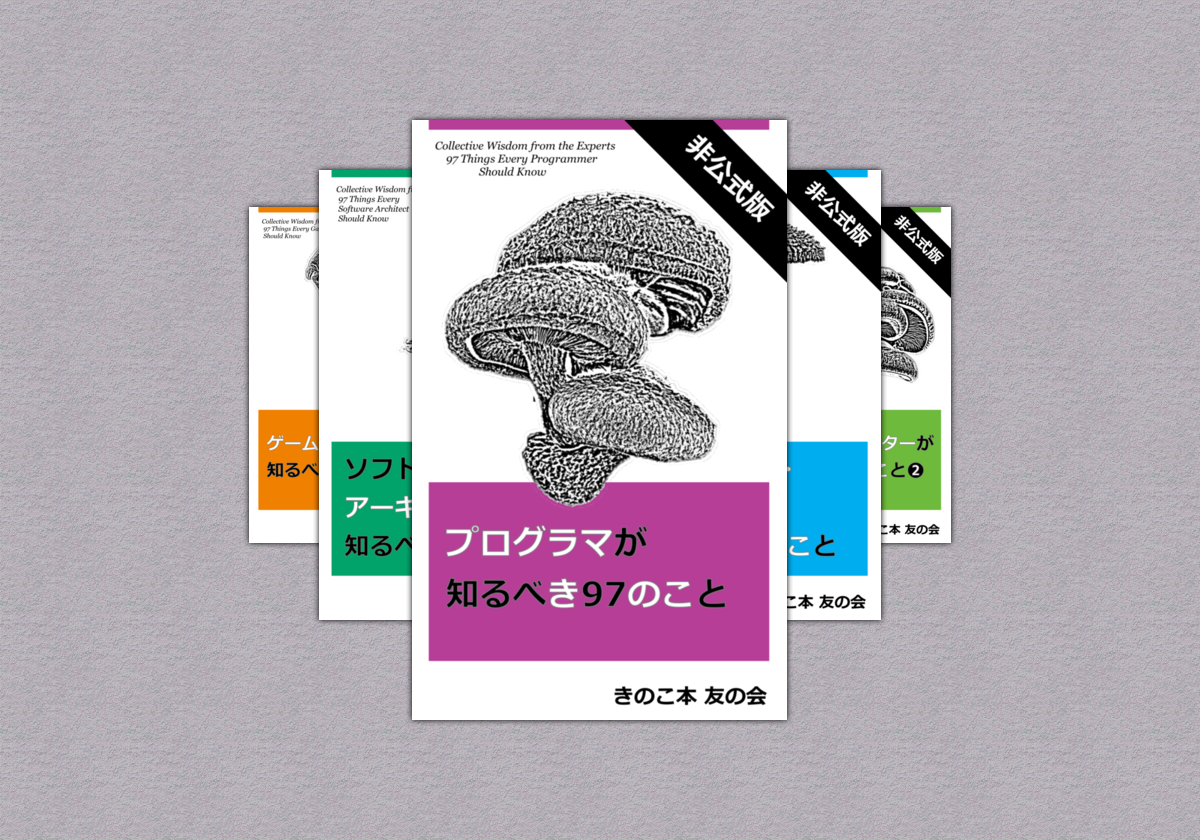 Collective Wisdom f
97 Things Every Ga
Should Know
ゲーム
知るべ
Collective Wisdom f
97 Things Every
Software Architect
Should Know
ソフト
アーキ
知るべ
Collective Wisdom from the Experts
97 Things Every Programmer
Should Know
非公式版
プログラマが
知るべき97のこと
きのこ本 友の会
非公式版
こと
こ本 友の会
非公式版
ターが
こと❷
こ本 友の会